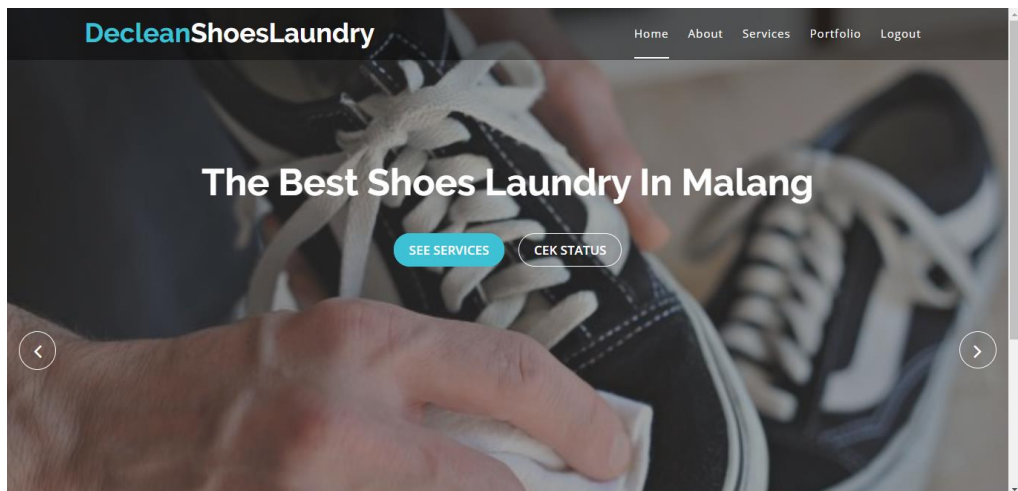 DecleanShoesLaundry
Home About Services Portfolio Logout
The Best Shoes Laundry In Malang
SEE SERVICES CEK STATUS